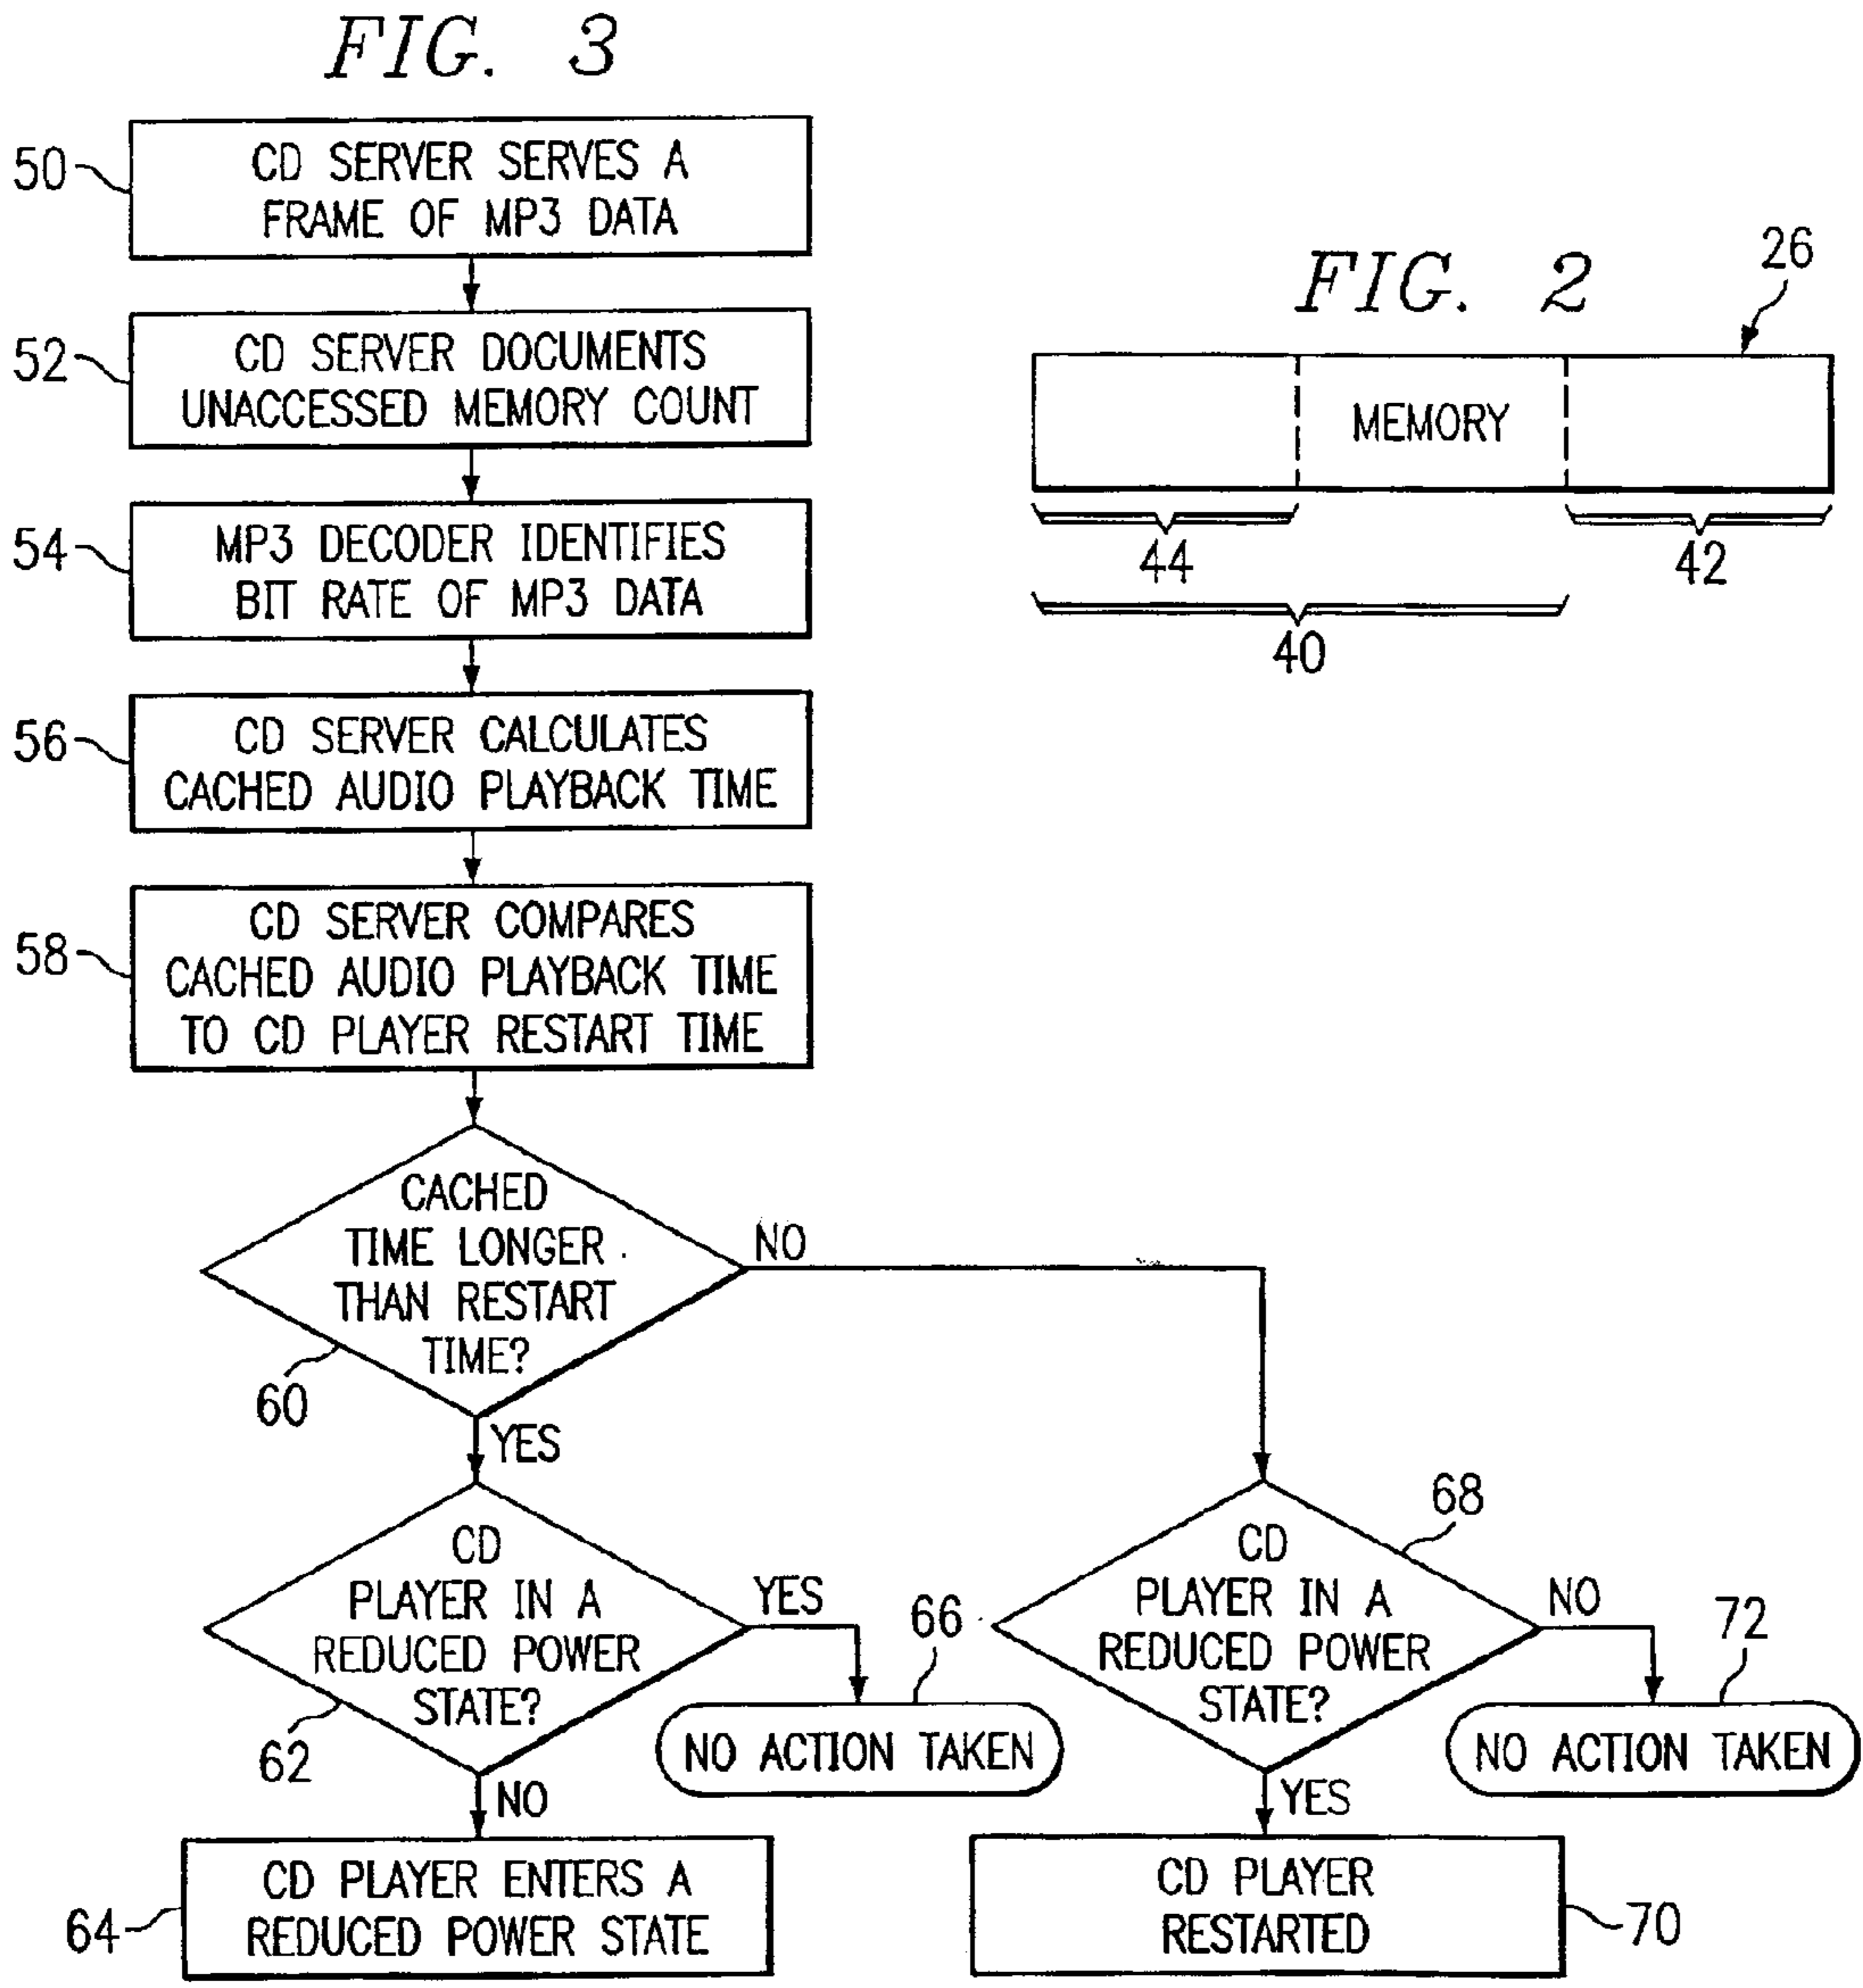 FIG. 3
50
CD SERVER SERVES A
FRAME OF MP3 DATA
52
CD SERVER DOCUMENTS
UNACCESSED MEMORY COUNT
54
MP3 DECODER IDENTIFIES
BIT RATE OF MP3 DATA
56
CD SERVER CALCULATES
CACHED AUDIO PLAYBACK TIME
58
CD SERVER COMPARES
CACHED AUDIO PLAYBACK TIME
TO CD PLAYER RESTART TIME
CACHED
TIME LONGER
THAN RESTART
TIME?
60
NO
YES
CD
PLAYER IN A
REDUCED POWER
STATE?
62
YES
66
NO ACTION TAKEN
NO
64
CD PLAYER ENTERS A
REDUCED POWER STATE
68
CD
PLAYER IN A
REDUCED POWER
STATE?
NO
72
NO ACTION TAKEN
YES
CD PLAYER
RESTARTED
70
FIG. 2
26
MEMORY
44
42
40